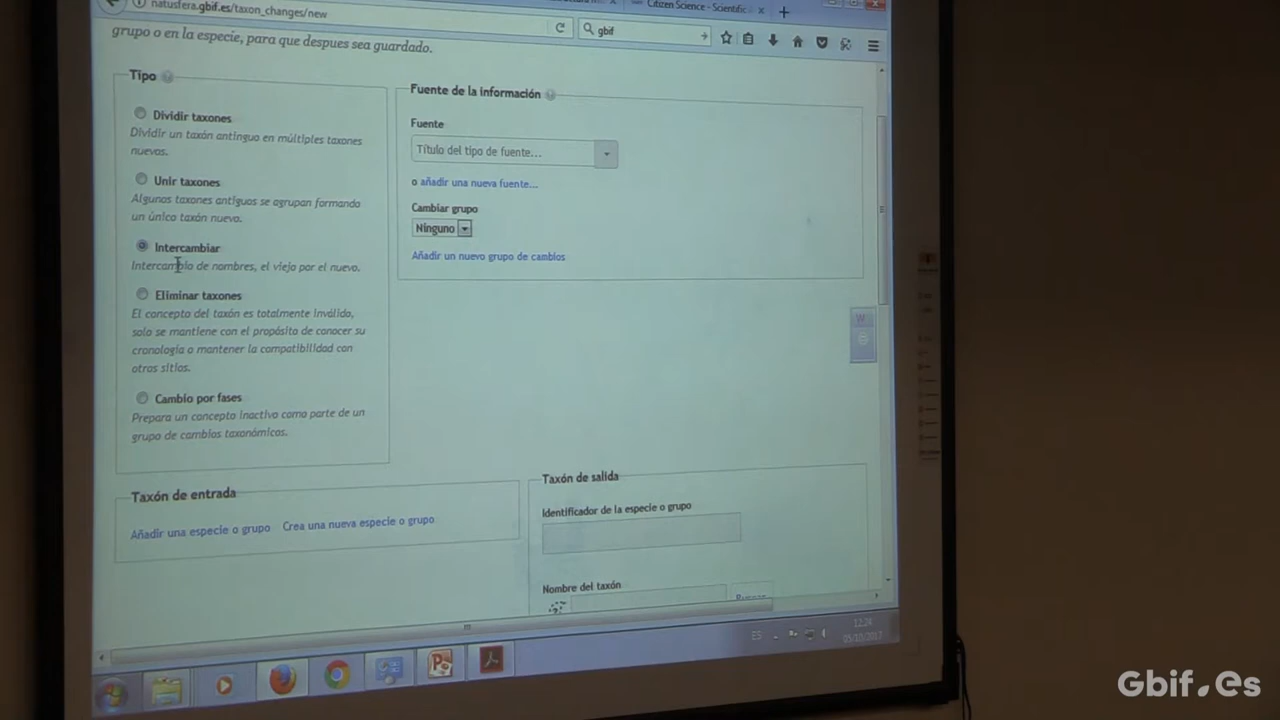 natusfera.gbif.es/taxon_changes/new
Citizen Science - Scientific
gbif
grupo o en la especie, para que despues sea guardado.
Tipo
Dividir taxones
Dividir un taxón antinguo en múltiples taxones
nuevos.
Unir taxones
Algunos taxones antiguos se agrupan formando
un único taxón nuevo.
Intercambiar
Intercambio de nombres, el viejo por el nuevo.
Eliminar taxones
El concepto del taxón es totalmente inválido,
solo se mantiene con el propósito de conocer su
cronología o mantener la compatibilidad con
otros sitios.
Cambio por fases
Prepara un concepto inactivo como parte de un
grupo de cambios taxonómicos.
Fuente de la información
Fuente
Título del tipo de fuente...
o añadir una nueva fuente...
Cambiar grupo
Ninguno
Añadir un nuevo grupo de cambios
Taxón de entrada
Añadir una especie o grupo Crea una nueva especie o grupo
Taxón de salida
Identificador de la especie o grupo
Nombre del taxón
W
ES
12:24
05/10/2017
Gbif.es